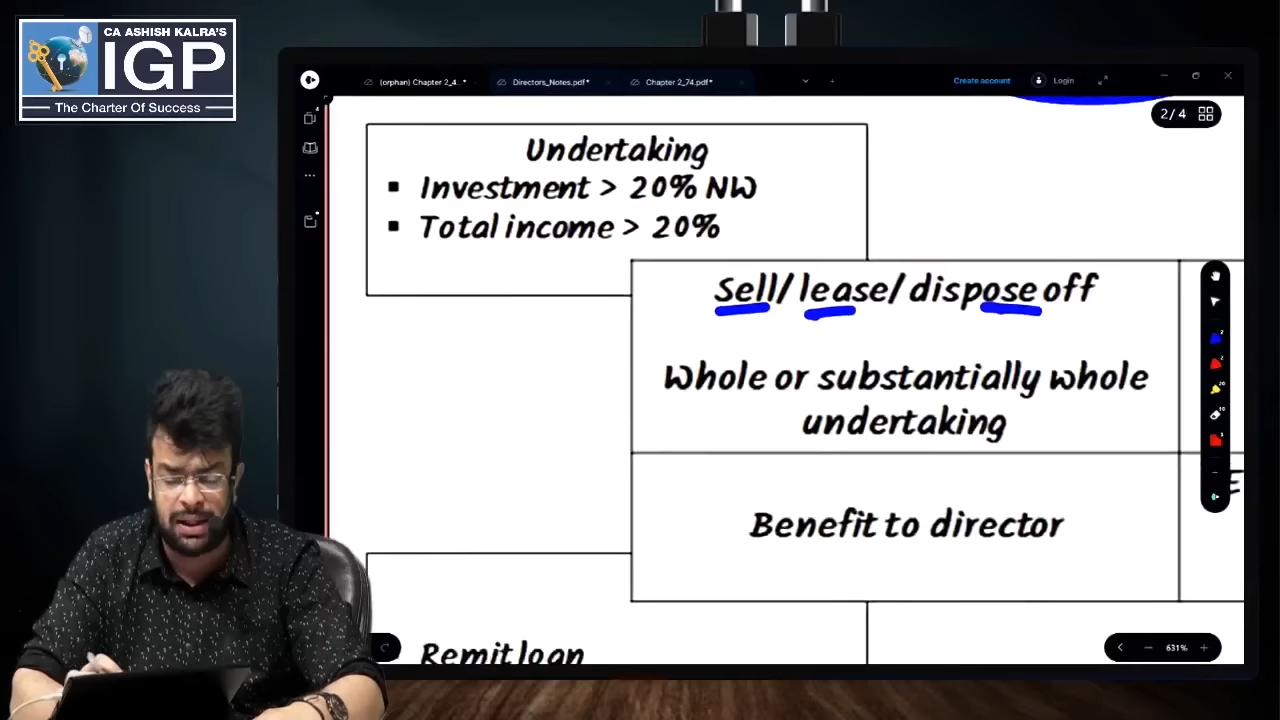 CA ASHISH KALRA'S
IGP
The Charter Of Success
(orphan) Chapter 2_4.. *
Directors_Notes.pdf*
Chapter 2_74.pdf*
Create account
Login
2/4
Undertaking
▪ Investment > 20% NW
▪ Total income > 20%
Sell/ lease/ dispose off
Whole or substantially whole
undertaking
Benefit to director
Remit loan
631%